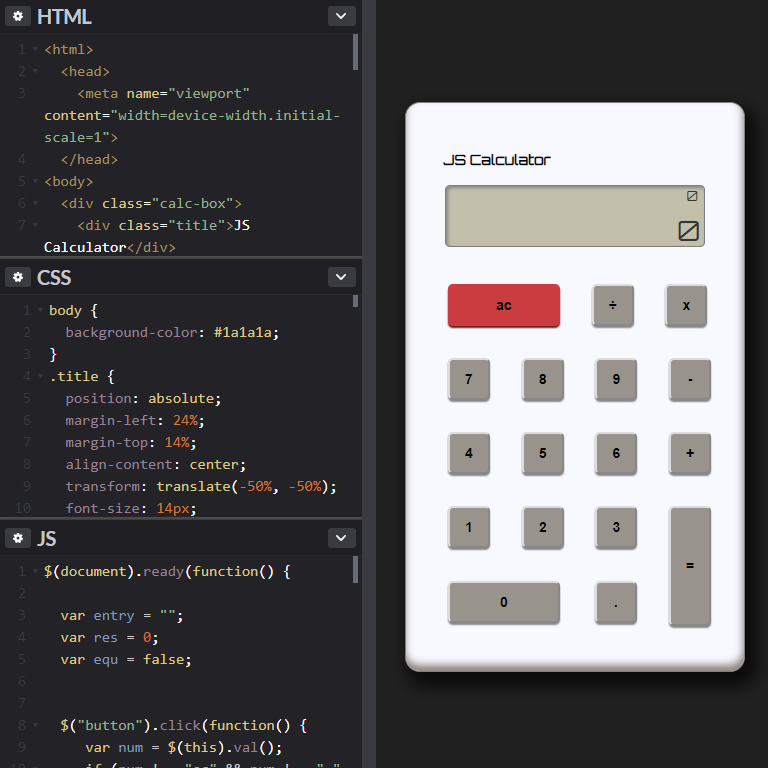 HTML
1 <html>
2 <head>
3 <meta name="viewport"
content="width=device-width.initial-
scale=1">
4 </head>
5 <body>
6 <div class="calc-box">
7 <div class="title">JS
Calculator</div>
CSS
1 body {
2 background-color: #1a1a1a;
3 }
4 .title {
5 position: absolute;
6 margin-left: 24%;
7 margin-top: 14%;
8 align-content: center;
9 transform: translate(-50%, -50%);
10 font-size: 14px;
JS
1 $(document).ready(function() {
2
3 var entry = "";
4 var res = 0;
5 var equ = false;
6
7
8 $("button").click(function() {
9 var num = $(this).val();
JS Calculator
0
0
ac ÷ x
7 8 9 -
4 5 6 +
1 2 3
=
0 .